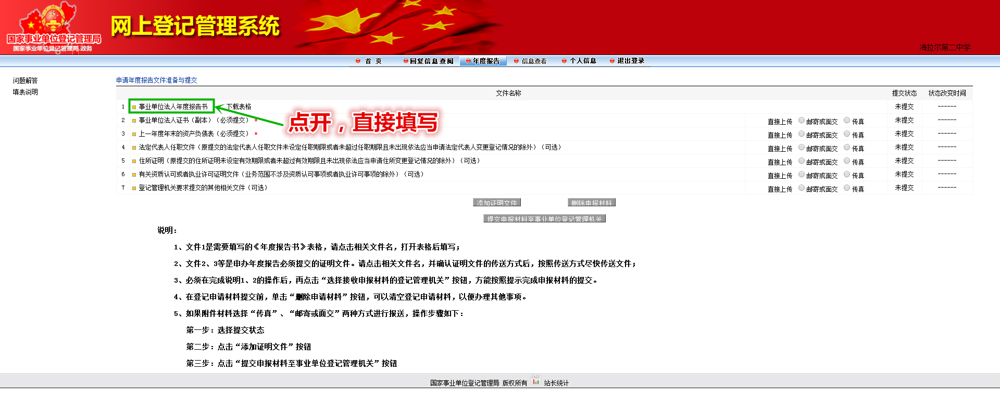 国家事业单位登记管理局
国家事业单位登记管理局.政务
网上登记管理系统
海拉尔第二中学
首 页 回复信息查阅 年度报告 信息查看 个人信息 退出登录
问题解答
填表说明
申请年度报告文件准备与提交
文件名称 提交状态 状态改变时间
1 事业单位法人年度报告书 下载表格 未提交 ------
点开，直接填写
2 事业单位法人证书（副本）（必须提交） * 直接上传 邮寄或面交 传真 未提交 ------
3 上一年度年末的资产负债表（必须提交） * 直接上传 邮寄或面交 传真 未提交 ------
4 法定代表人任职文件（原提交的法定代表人任职文件未设定任职期限或者未超过任职期限且未出现依法应当申请法定代表人变更登记情况的除外）（可选） 直接上传 邮寄或面交 传真 未提交 ------
5 住所证明（原提交的住所证明未设定有效期限或者未超过有效期限且未出现依法应当申请住所变更登记情况的除外）（可选） 直接上传 邮寄或面交 传真 未提交 ------
6 有关资质认可或者执业许可证明文件（业务范围不涉及资质认可事项或者执业许可事项的除外）（可选） 直接上传 邮寄或面交 传真 未提交 ------
7 登记管理机关要求提交的其他相关文件（可选） 直接上传 邮寄或面交 传真 未提交 ------
添加证明文件 删除申报材料
提交申报材料至事业单位登记管理机关
说明：
1、文件1是需要填写的《年度报告书》表格，请点击相关文件名，打开表格后填写；
2、文件2、3等是申办年度报告必须提交的证明文件。请点击相关文件名，并确认证明文件的传送方式后，按照传送方式尽快传送文件；
3、必须在完成说明1、2的操作后，再点击“选择接收申报材料的登记管理机关”按钮，方能按照提示完成申报材料的提交。
4、在登记申请材料提交前，单击“删除申请材料”按钮，可以清空登记申请材料，以便办理其他事项。
5、如果附件材料选择“传真”、“邮寄或面交”两种方式进行报送，操作步骤如下：
第一步：选择提交状态
第二步：点击“添加证明文件”按钮
第三步：点击“提交申报材料至事业单位登记管理机关”按钮
国家事业单位登记管理局 版权所有 CNZZ 站长统计